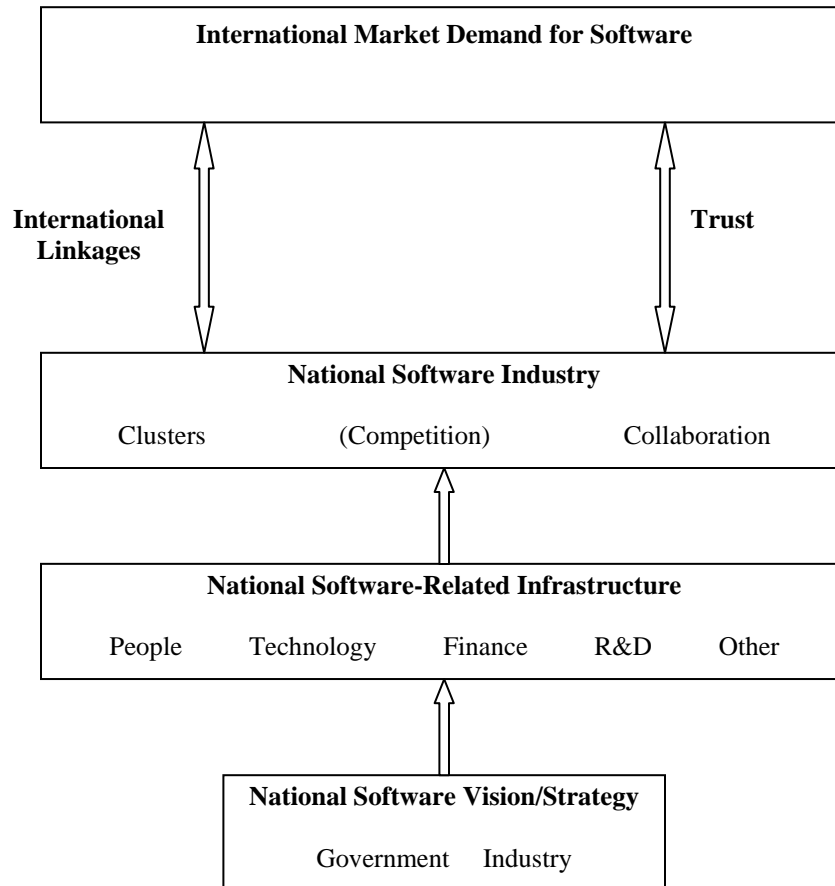 International Market Demand for Software
International
Linkages
Trust
National Software Industry
Clusters (Competition) Collaboration
National Software-Related Infrastructure
People Technology Finance R&D Other
National Software Vision/Strategy
Government Industry